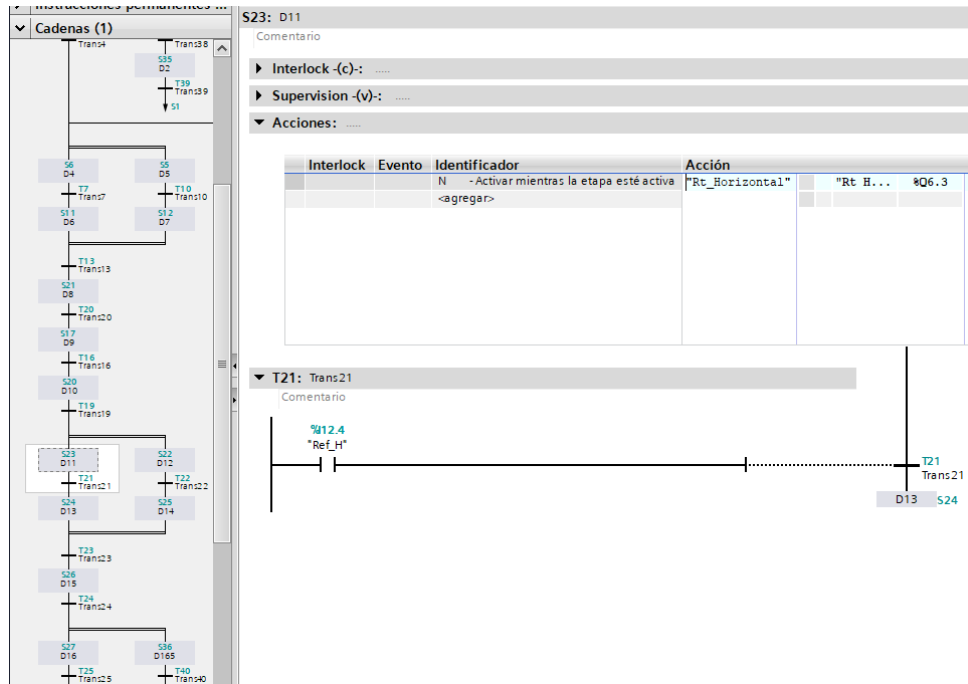 Instrucciones permanentes ...
Cadenas (1)
Trans4
Trans38
S35
D2
T39
Trans39
S1
S6
D4
S5
D5
T7
Trans7
T10
Trans10
S11
D6
S12
D7
T13
Trans13
S21
D8
T20
Trans20
S17
D9
T16
Trans16
S20
D10
T19
Trans19
S23
D11
S22
D12
T21
Trans21
T22
Trans22
S24
D13
S25
D14
T23
Trans23
S26
D15
T24
Trans24
S27
D16
S36
D165
T25
Trans25
T40
Trans40
S23: D11
Comentario
Interlock -(c)-: .....
Supervision -(v)-: .....
Acciones: .....
Interlock Evento Identificador Acción
N - Activar mientras la etapa esté activa "Rt_Horizontal" "Rt H... %Q6.3
<agregar>
T21: Trans21
Comentario
%I12.4
"Ref_H"
T21
Trans21
D13 S24